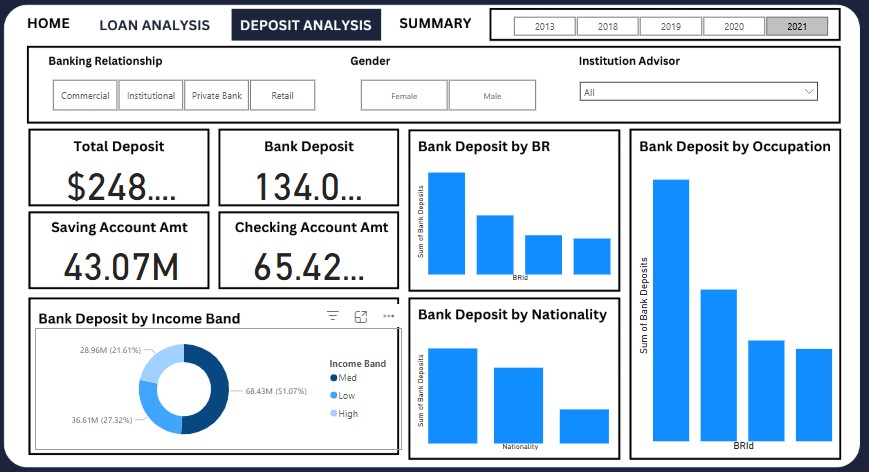 HOME LOAN ANALYSIS DEPOSIT ANALYSIS SUMMARY 2013 2018 2019 2020 2021
Banking Relationship Gender Institution Advisor
Commercial Institutional Private Bank Retail Female Male All
Total Deposit
$248....
Bank Deposit
134.0...
Saving Account Amt
43.07M
Checking Account Amt
65.42...
Bank Deposit by BR
Sum of Bank Deposits
BRId
Bank Deposit by Occupation
Sum of Bank Deposits
BRId
Bank Deposit by Income Band
28.96M (21.61%)
68.43M (51.07%)
36.61M (27.32%)
Income Band
Med
Low
High
Bank Deposit by Nationality
Sum of Bank Deposits
Nationality